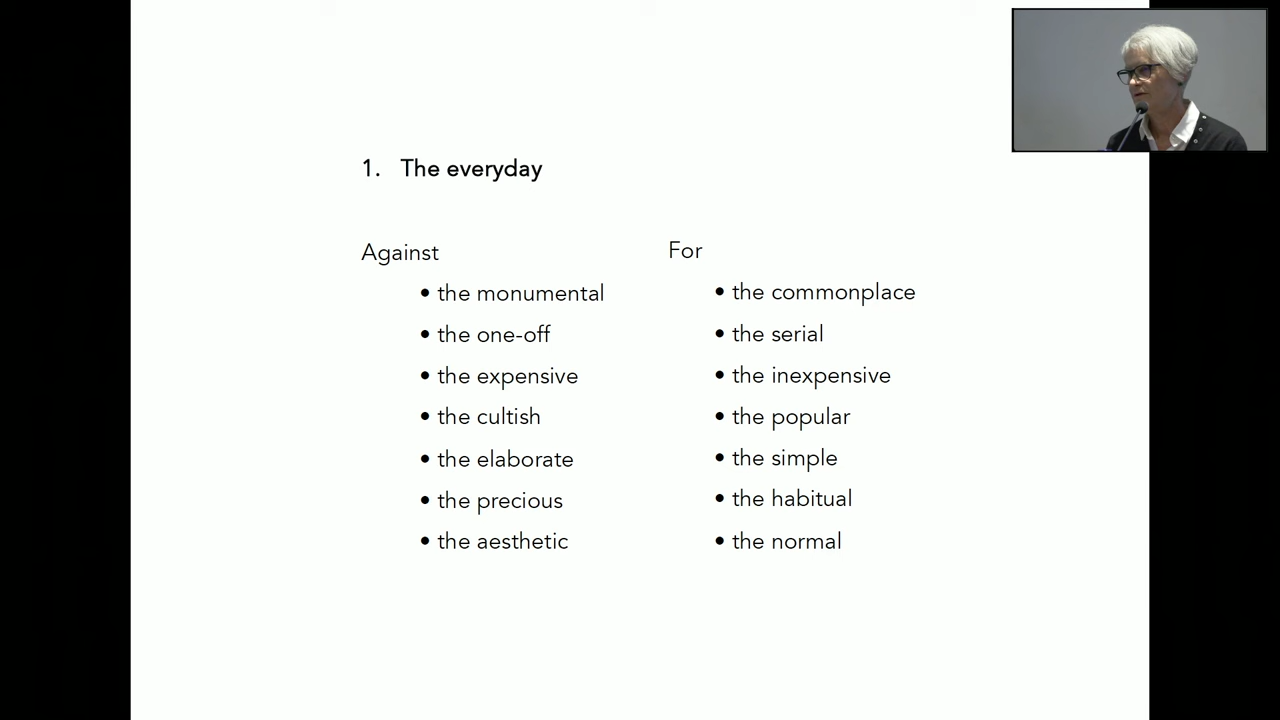 1. The everyday
Against
• the monumental
• the one-off
• the expensive
• the cultish
• the elaborate
• the precious
• the aesthetic
For
• the commonplace
• the serial
• the inexpensive
• the popular
• the simple
• the habitual
• the normal